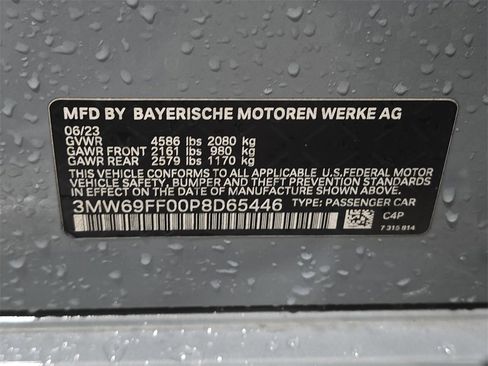 MFD BY BAYERISCHE MOTOREN WERKE AG
06/23
GVWR 4586 lbs 2080 kg
GAWR FRONT 2161 lbs 980 kg
GAWR REAR 2579 lbs 1170 kg
THIS VEHICLE CONFORMS TO ALL APPLICABLE U.S.FEDERAL MOTOR
VEHICLE SAFETY, BUMPER, AND THEFT PREVENTION STANDARDS
IN EFFECT ON THE DATE OF MANUFACTURE SHOWN ABOVE.
3MW69FF00P8D65446 TYPE: PASSENGER CAR
C4P
7 315 814